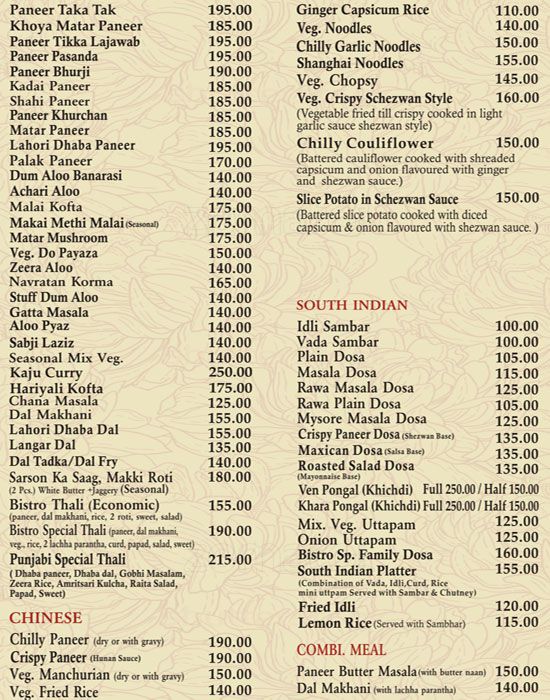 Paneer Taka Tak 195.00
Khoya Matar Paneer 185.00
Paneer Tikka Lajawab 195.00
Paneer Pasanda 195.00
Paneer Bhurji 190.00
Kadai Paneer 185.00
Shahi Paneer 185.00
Paneer Khurchan 185.00
Matar Paneer 185.00
Lahori Dhaba Paneer 195.00
Palak Paneer 170.00
Dum Aloo Banarasi 140.00
Achari Aloo 140.00
Malai Kofta 175.00
Makai Methi Malai (Seasonal) 175.00
Matar Mushroom 175.00
Veg. Do Payaza 150.00
Zeera Aloo 140.00
Navratan Korma 165.00
Stuff Dum Aloo 140.00
Gatta Masala 140.00
Aloo Pyaz 140.00
Sabji Laziz 140.00
Seasonal Mix Veg. 140.00
Kaju Curry 250.00
Hariyali Kofta 175.00
Chana Masala 125.00
Dal Makhani 155.00
Lahori Dhaba Dal 155.00
Langar Dal 135.00
Dal Tadka/Dal Fry 140.00
Sarson Ka Saag, Makki Roti 180.00
(2 Pcs.) White Butter +Jaggery (Seasonal)
Bistro Thali (Economic) 155.00
(paneer, dal makhani, rice, 2 roti, sweet, salad)
Bistro Special Thali (paneer, dal makhani, 190.00
veg., rice, 2 lachha parantha, curd, papad, salad, sweet)
Punjabi Special Thali 215.00
( Dhaba paneer, Dhaba dal, Gobhi Masalam,
Zeera Rice, Amritsari Kulcha, Raita Salad,
Papad, Sweet)
CHINESE
Chilly Paneer (dry or with gravy) 190.00
Crispy Paneer (Hunan Sauce) 190.00
Veg. Manchurian (dry or with gravy) 150.00
Veg. Fried Rice 140.00
Ginger Capsicum Rice 110.00
Veg. Noodles 140.00
Chilly Garlic Noodles 150.00
Shanghai Noodles 155.00
Veg. Chopsy 145.00
Veg. Crispy Schezwan Style 160.00
(Vegetable fried till crispy cooked in light
garlic sauce shezwan style)
Chilly Couliflower 150.00
(Battered cauliflower cooked with shreaded
capsicum and onion flavoured with ginger
and shezwan sauce.)
Slice Potato in Schezwan Sauce 150.00
(Battered slice potato cooked with diced
capsicum & onion flavoured with shezwan sauce. )
SOUTH INDIAN
Idli Sambar 100.00
Vada Sambar 100.00
Plain Dosa 105.00
Masala Dosa 115.00
Rawa Masala Dosa 125.00
Rawa Plain Dosa 105.00
Mysore Masala Dosa 125.00
Crispy Paneer Dosa (Shezwan Base) 135.00
Maxican Dosa (Salsa Base) 135.00
Roasted Salad Dosa 135.00
(Mayonnaise Base)
Ven Pongal (Khichdi) Full 250.00 / Half 150.00
Khara Pongal (Khichdi) Full 250.00 / Half 150.00
Mix. Veg. Uttapam 125.00
Onion Uttapam 125.00
Bistro Sp. Family Dosa 160.00
South Indian Platter 155.00
(Combination of Vada, Idli,Curd, Rice
mini uttpam Served with Sambar & Chutney)
Fried Idli 120.00
Lemon Rice (Served with Sambhar) 115.00
COMBI. MEAL
Paneer Butter Masala (with butter naan) 150.00
Dal Makhani (with lachha parantha) 140.00